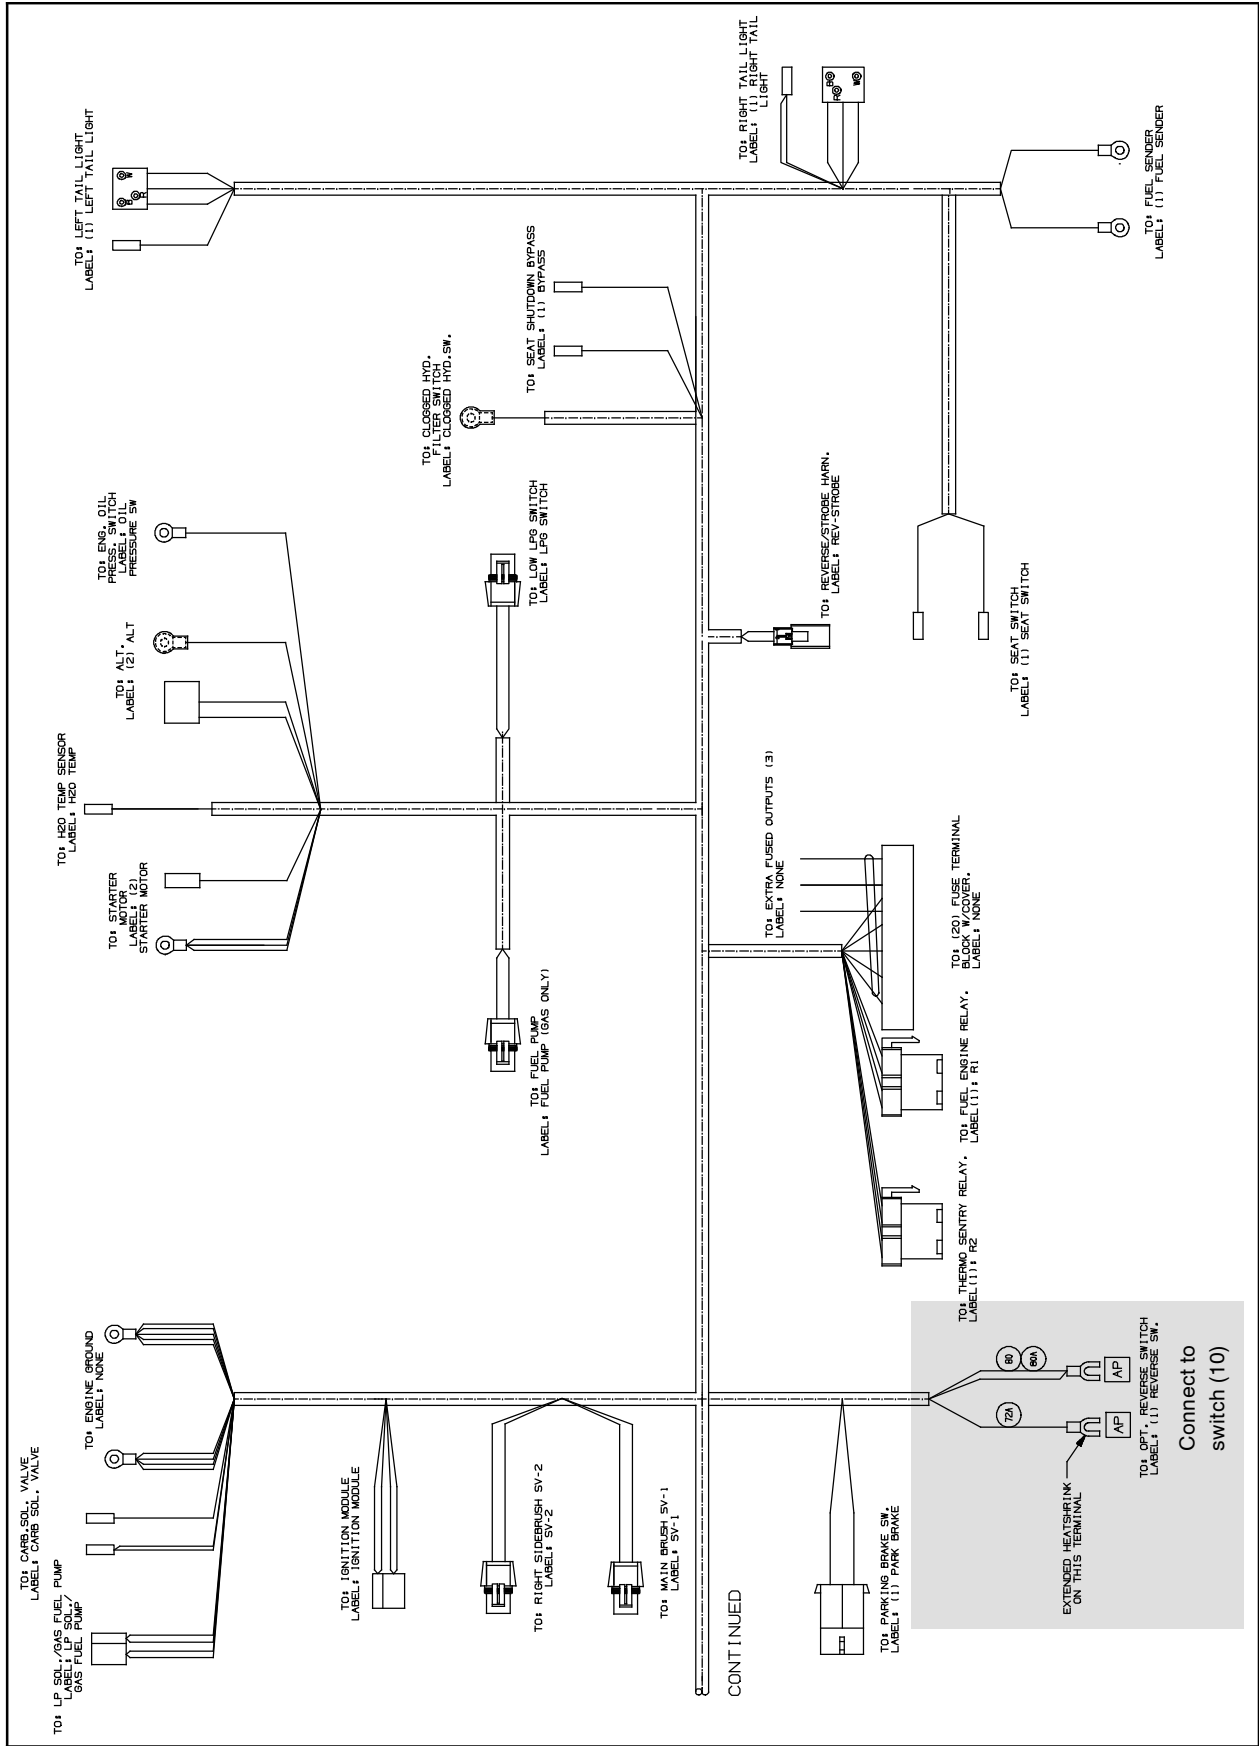 TO: LEFT TAIL LIGHT
LABEL: (1) LEFT TAIL LIGHT
B
R
W
TO: RIGHT TAIL LIGHT
LABEL: (1) RIGHT TAIL
LIGHT
B
R
W
TO: FUEL SENDER
LABEL: (1) FUEL SENDER
TO: SEAT SHUTDOWN BYPASS
LABEL: (1) BYPASS
TO: CLOGGED HYD.
FILTER SWITCH
LABEL: CLOGGED HYD.SW.
TO: SEAT SWITCH
LABEL: (1) SEAT SWITCH
TO: REVERSE/STROBE HARN.
LABEL: REV-STROBE
TO: ENG. OIL
PRESS. SWITCH
LABEL: OIL
PRESSURE SW
TO: ALT.
LABEL: (2) ALT
TO: H2O TEMP SENSOR
LABEL: H2O TEMP
TO: STARTER
MOTOR
LABEL: (2)
STARTER MOTOR
TO: LOW LPG SWITCH
LABEL: LPG SWITCH
TO: FUEL PUMP
LABEL: FUEL PUMP (GAS ONLY)
TO: EXTRA FUSED OUTPUTS (3)
LABEL: NONE
TO: (20) FUSE TERMINAL
BLOCK W/COVER.
LABEL: NONE
TO: FUEL ENGINE RELAY.
LABEL(1): R1
TO: THERMO SENTRY RELAY.
LABEL(1): R2
TO: ENGINE GROUND
LABEL: NONE
TO: CARB.SOL. VALVE
LABEL: CARB SOL. VALVE
TO: LP SOL./GAS FUEL PUMP
LABEL: LP SOL./
GAS FUEL PUMP
TO: IGNITION MODULE
LABEL: IGNITION MODULE
TO: RIGHT SIDEBRUSH SV-2
LABEL: SV-2
TO: MAIN BRUSH SV-1
LABEL: SV-1
CONTINUED
TO: PARKING BRAKE SW.
LABEL: (1) PARK BRAKE
80
80A
72A
AP
AP
EXTENDED HEATSHRINK
ON THIS TERMINAL
TO: OPT. REVERSE SWITCH
LABEL: (1) REVERSE SW.
Connect to
switch (10)